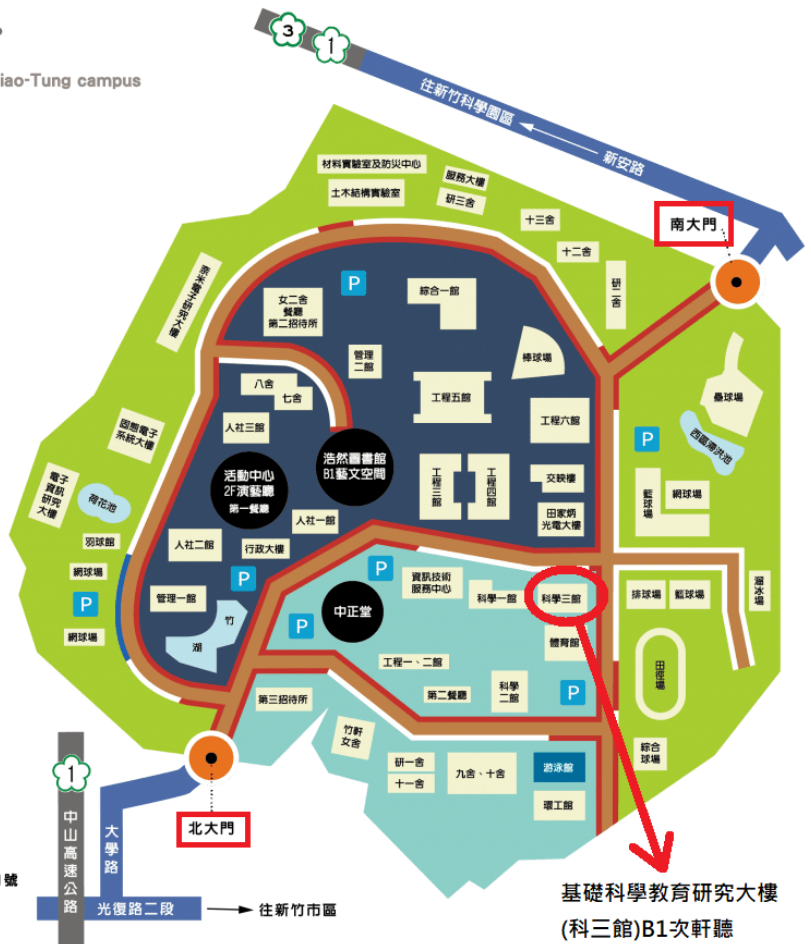 iao-Tung campus
3
1
往新竹科學園區
新安路
材料實驗室及防災中心
服務大樓
土木結構實驗室
研三舍
十三舍
南大門
十二舍
研二舍
奈米電子研究大樓
P
綜合一館
女二舍
餐廳
第二招待所
管理
二館
棒球場
八舍
七舍
工程五館
壘球場
人社三館
工程六館
固態電子
系統大樓
西區滯洪池
P
浩然圖書館
B1藝文空間
活動中心
2F演藝廳
第一餐廳
電子
資訊
研究
大樓
荷花池
工程三館
工程四館
交映樓
籃球場
網球場
田家炳
光電大樓
人社一館
羽球館
人社二館
行政大樓
網球場
P
P
P
資訊技術
服務中心
科學一館
科學三館
排球場
籃球場
溜冰場
管理一館
竹
湖
P
中正堂
網球場
體育館
工程一、二館
田徑場
第三招待所
第二餐廳
科學
二館
P
竹軒
女舍
綜合
球場
研一舍
十一舍
九舍、十舍
游泳館
環工館
1
中山高速公路
大學路
北大門
號
光復路二段
往新竹市區
基礎科學教育研究大樓
(科三館)B1次軒聽